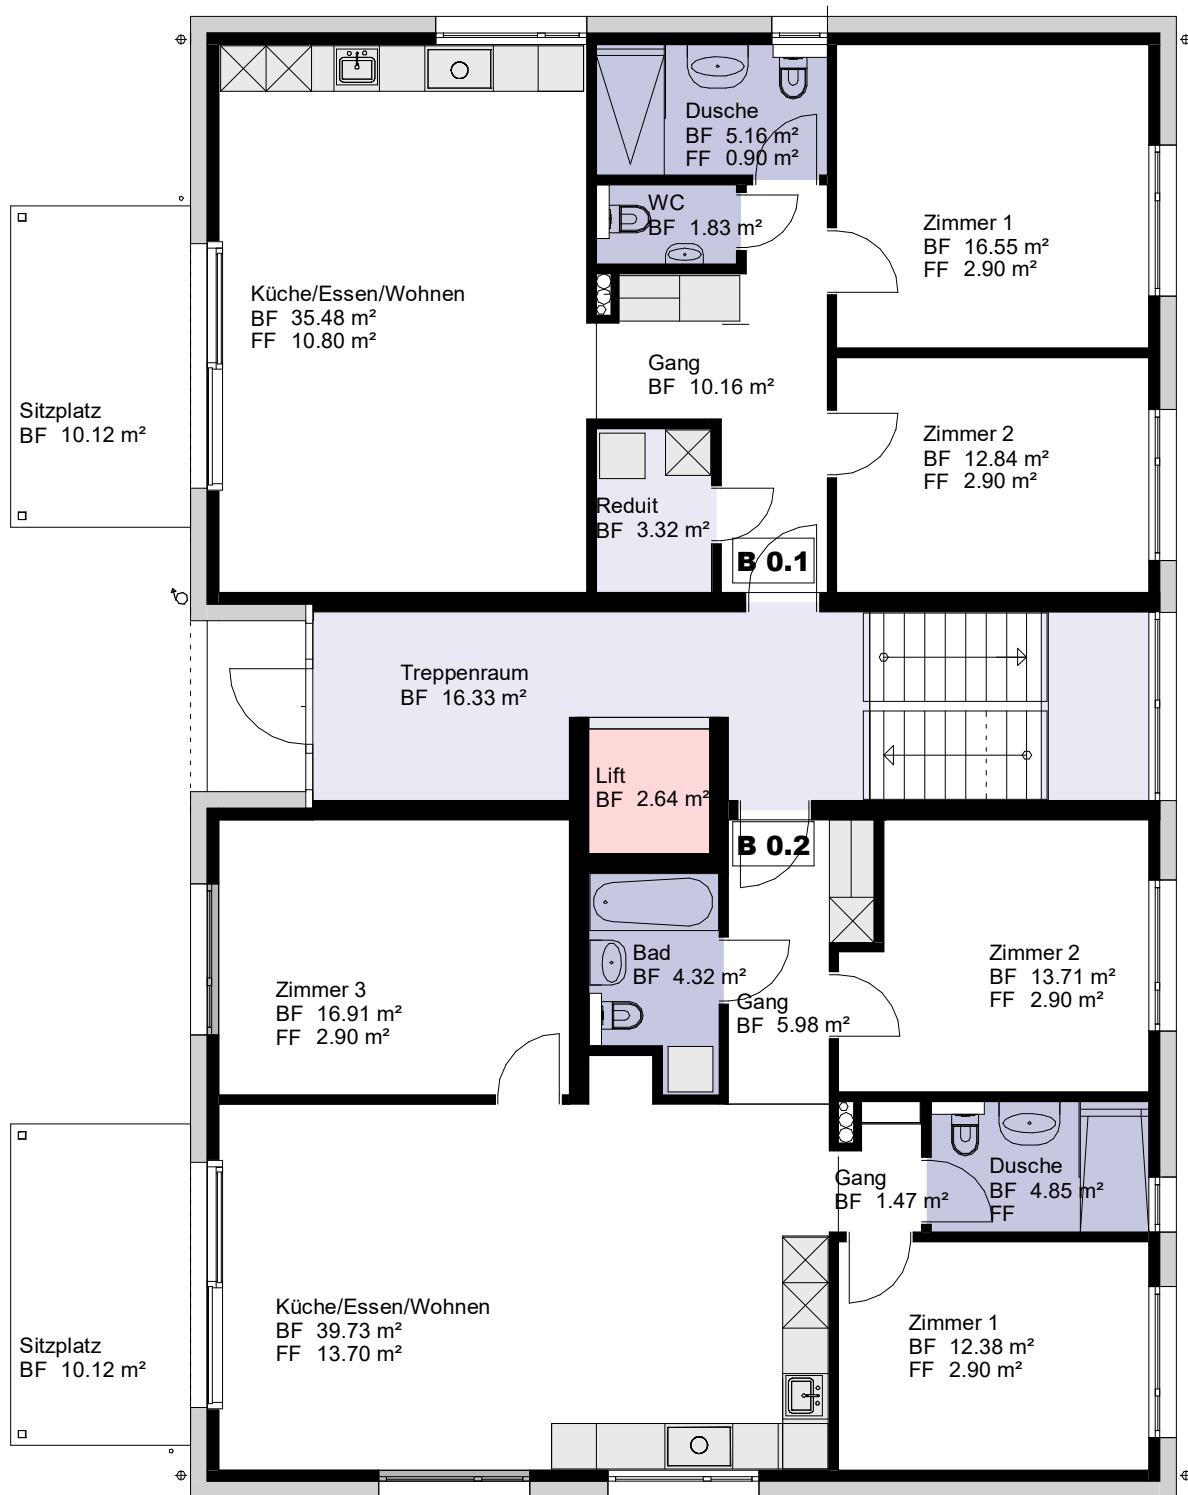 Dusche
BF 5.16 m²
FF 0.90 m²
WC
BF 1.83 m²
Zimmer 1
BF 16.55 m²
FF 2.90 m²
Küche/Essen/Wohnen
BF 35.48 m²
FF 10.80 m²
Gang
BF 10.16 m²
Sitzplatz
BF 10.12 m²
Zimmer 2
BF 12.84 m²
FF 2.90 m²
Reduit
BF 3.32 m²
B 0.1
Treppenraum
BF 16.33 m²
Lift
BF 2.64 m²
B 0.2
Bad
BF 4.32 m²
Zimmer 2
BF 13.71 m²
FF 2.90 m²
Zimmer 3
BF 16.91 m²
FF 2.90 m²
Gang
BF 5.98 m²
Dusche
BF 4.85 m²
FF
Gang
BF 1.47 m²
Küche/Essen/Wohnen
BF 39.73 m²
FF 13.70 m²
Zimmer 1
BF 12.38 m²
FF 2.90 m²
Sitzplatz
BF 10.12 m²